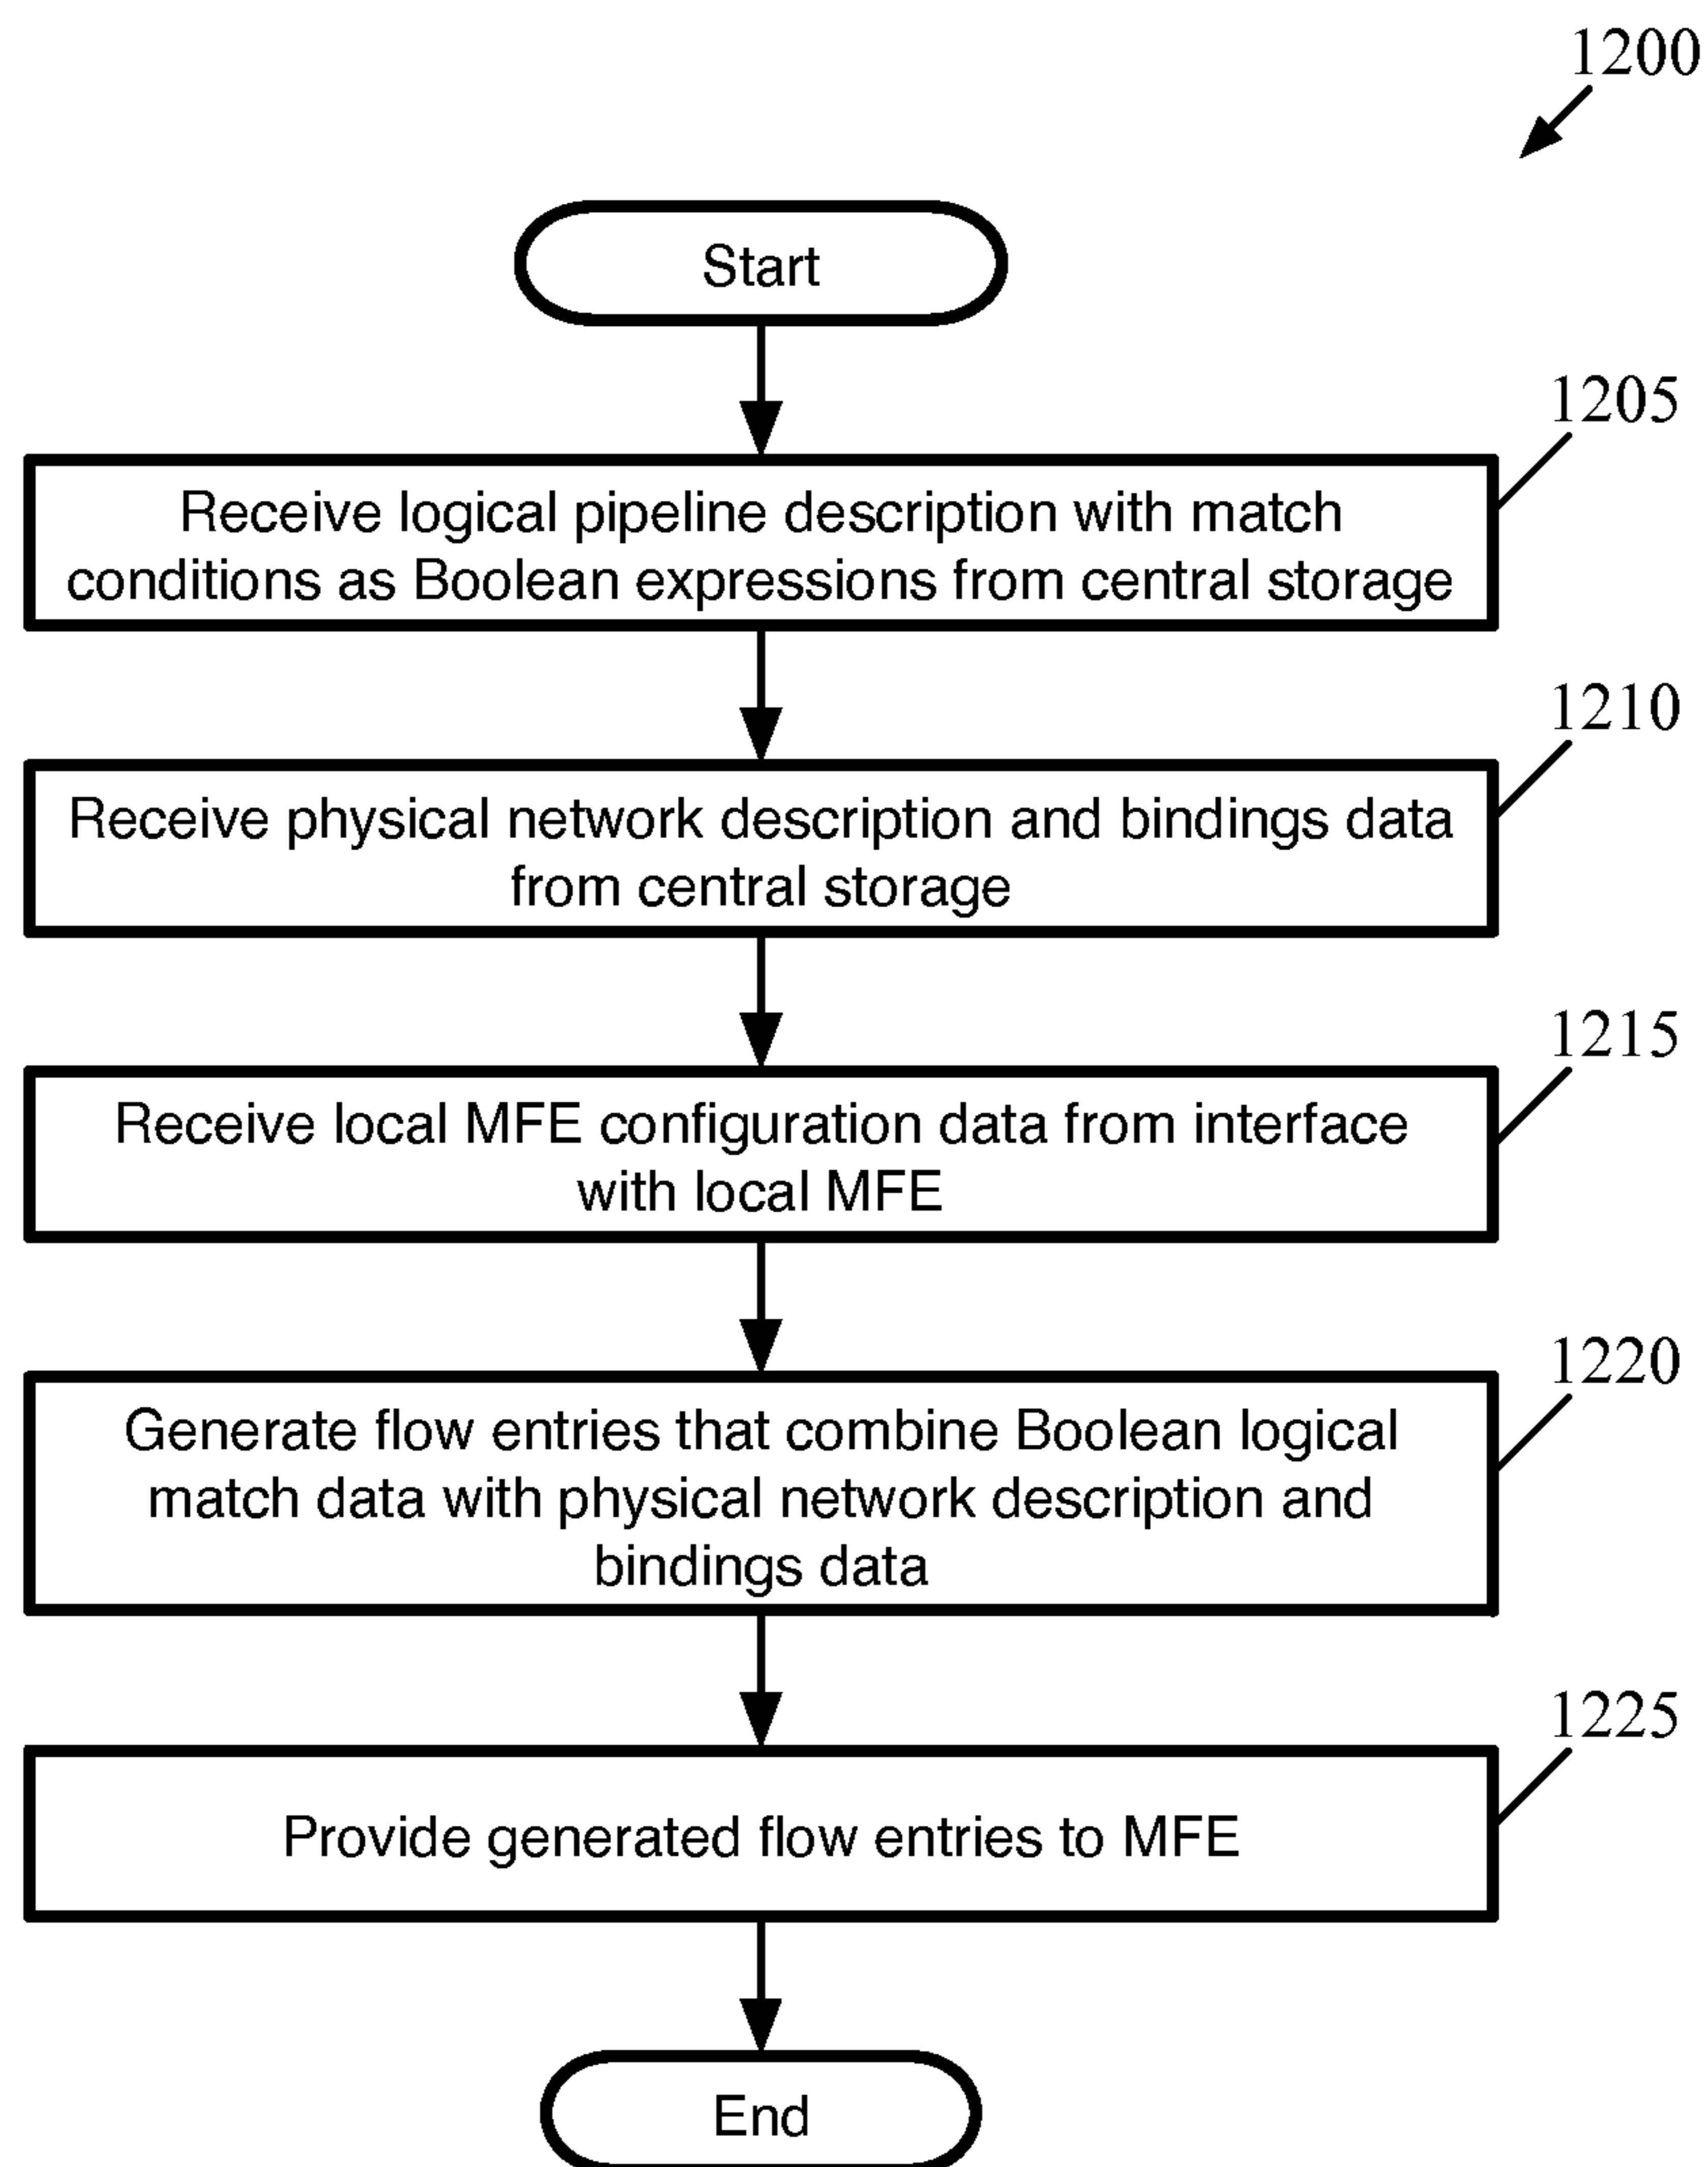 1200
Start
1205
Receive logical pipeline description with match
conditions as Boolean expressions from central storage
1210
Receive physical network description and bindings data
from central storage
1215
Receive local MFE configuration data from interface
with local MFE
1220
Generate flow entries that combine Boolean logical
match data with physical network description and
bindings data
1225
Provide generated flow entries to MFE
End